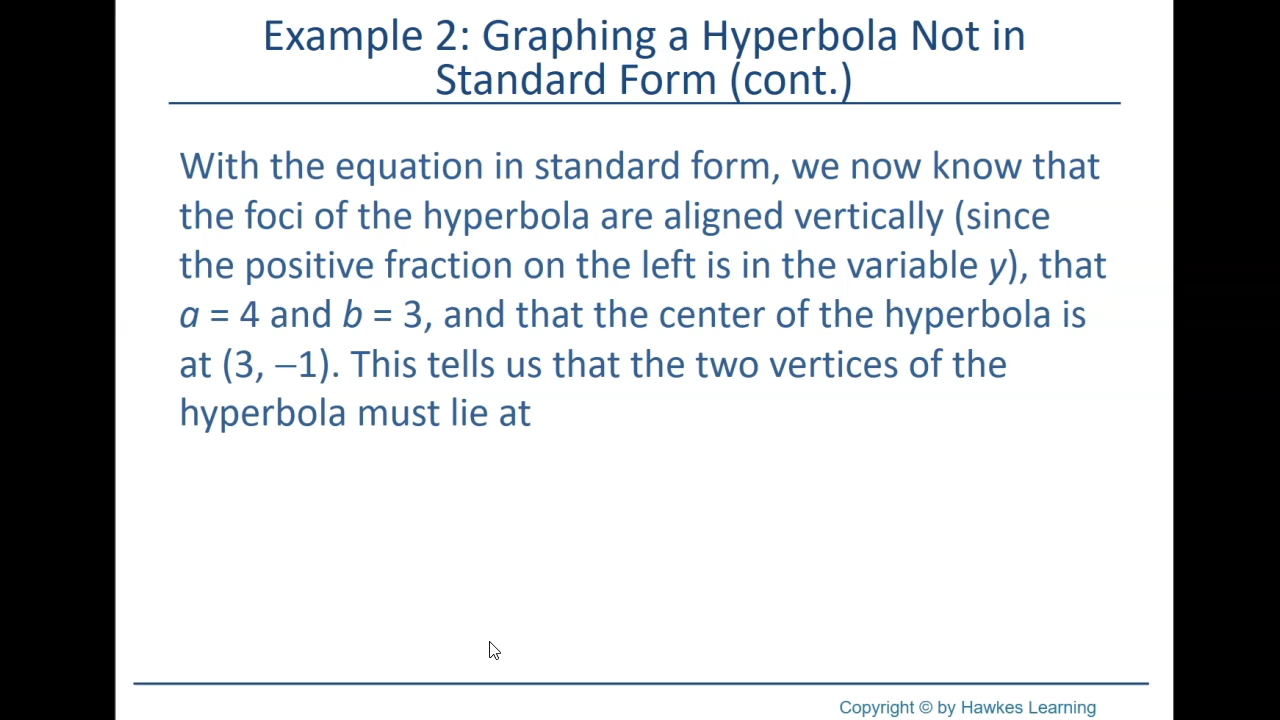 Example 2: Graphing a Hyperbola Not in
Standard Form (cont.)
With the equation in standard form, we now know that
the foci of the hyperbola are aligned vertically (since
the positive fraction on the left is in the variable y), that
a = 4 and b = 3, and that the center of the hyperbola is
at (3, −1). This tells us that the two vertices of the
hyperbola must lie at
Copyright © by Hawkes Learning